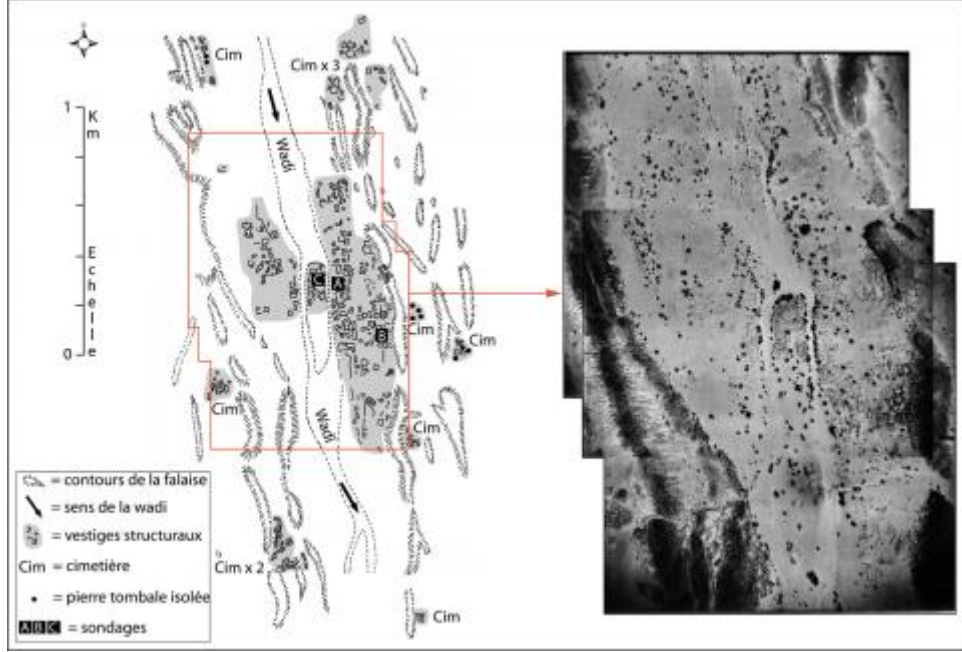 Cim
Cim x 3
1
Km
Echelle
0
Wadi
C
A
B
Cim
Cim
Cim
Cim
Wadi
Cim x 2
Cim
= contours de la falaise
= sens de la wadi
= vestiges structuraux
Cim = cimetière
= pierre tombale isolée
A B C = sondages